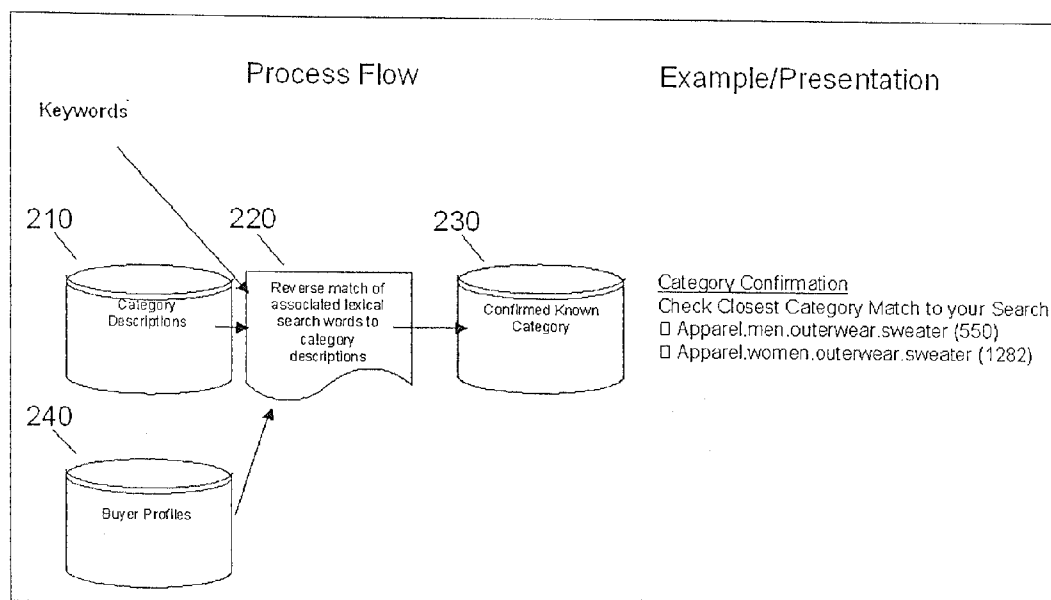 Process Flow
Example/Presentation
Keywords
210
220
230
Category
Descriptions
Reverse match of
associated lexical
search words to
category
descriptions
Confirmed Known
Category
Category Confirmation
Check Closest Category Match to your Search
☐ Apparel.men.outerwear.sweater (550)
☐ Apparel.women.outerwear.sweater (1282)
240
Buyer Profiles